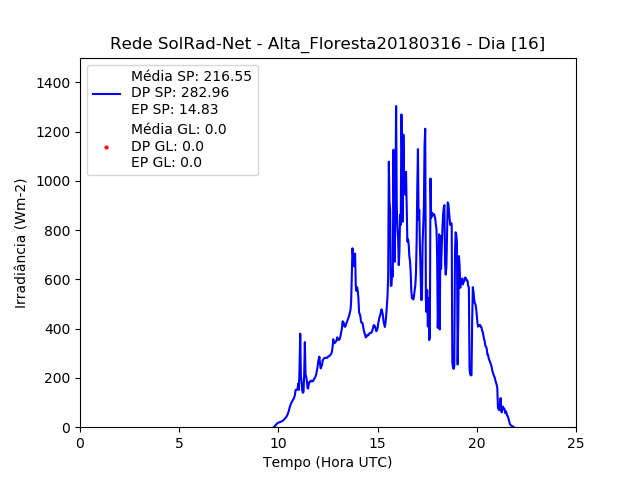 Rede SolRad-Net - Alta_Floresta20180316 - Dia [16]
Média SP: 216.55
DP SP: 282.96
EP SP: 14.83
Média GL: 0.0
DP GL: 0.0
EP GL: 0.0
1400
1200
1000
800
600
400
200
0
Irradiância (Wm-2)
0 5 10 15 20 25
Tempo (Hora UTC)